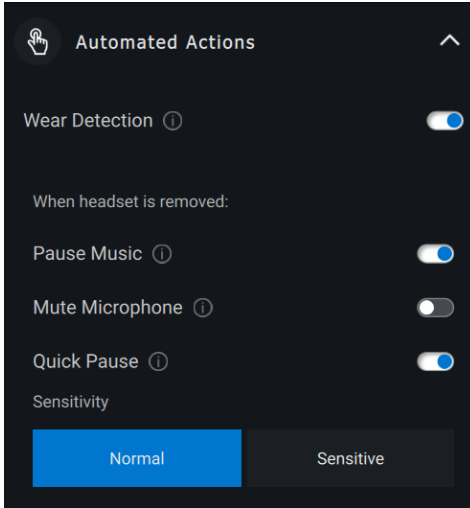 Automated Actions
Wear Detection
When headset is removed:
Pause Music
Mute Microphone
Quick Pause
Sensitivity
Normal Sensitive